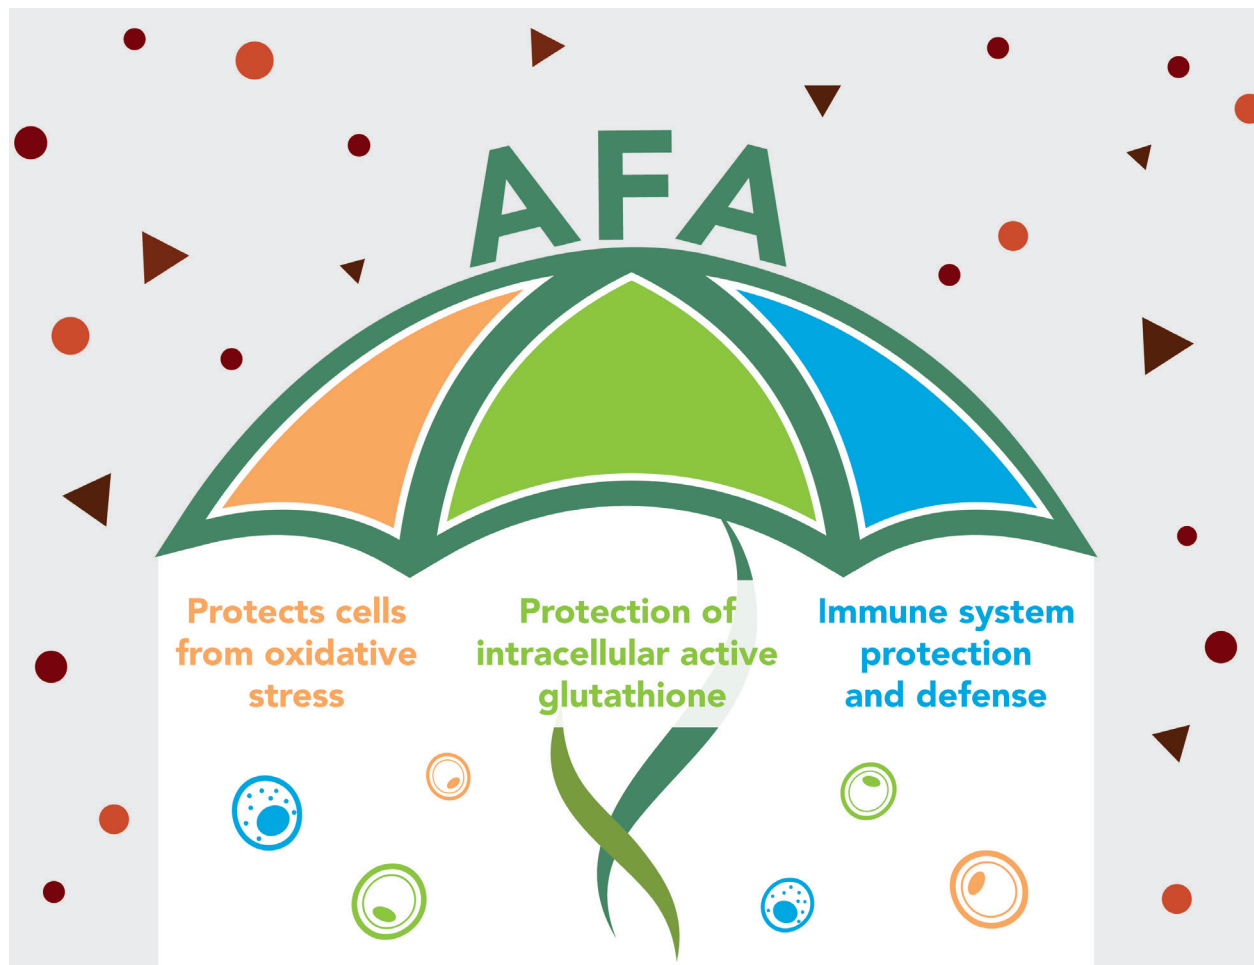 AFA
Protects cells
from oxidative
stress
Protection of
intracellular active
glutathione
Immune system
protection
and defense